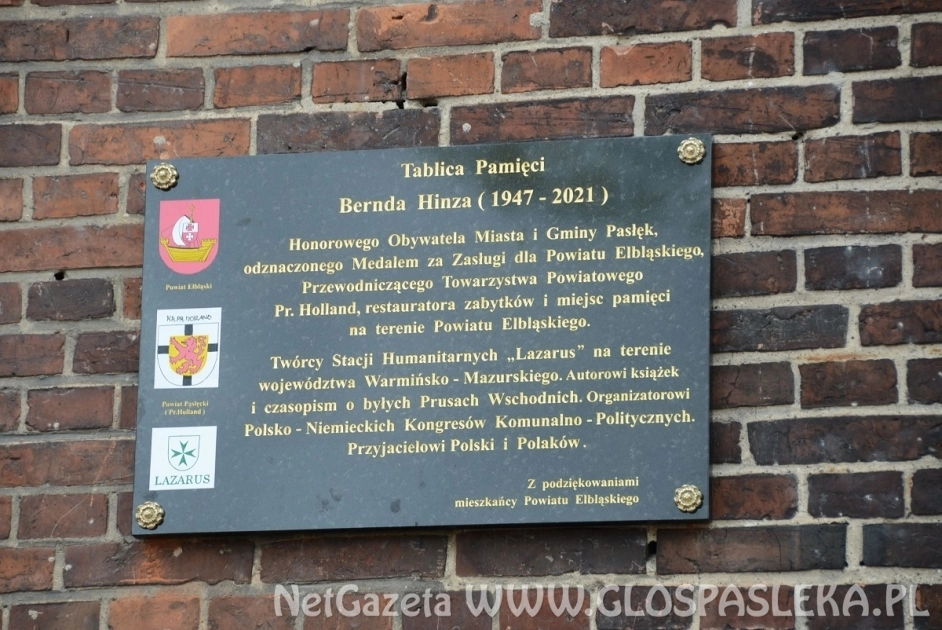 Tablica Pamięci
Bernda Hinza ( 1947 - 2021 )
Honorowego Obywatela Miasta i Gminy Pasłęk,
odznaczonego Medalem za Zasługi dla Powiatu Elbląskiego,
Przewodniczącego Towarzystwa Powiatowego
Pr. Holland, restauratora zabytków i miejsc pamięci
na terenie Powiatu Elbląskiego.
Twórcy Stacji Humanitarnych „Lazarus” na terenie
województwa Warmińsko - Mazurskiego. Autorowi książek
i czasopism o byłych Prusach Wschodnich. Organizatorowi
Polsko - Niemieckich Kongresów Komunalno - Politycznych.
Przyjacielowi Polski i Polaków.
Z podziękowaniami
mieszkańcy Powiatu Elbląskiego
Powiat Elbląski
KR. PR. HOLLAND
Powiat Pasłęcki
( Pr.Holland )
LAZARUS
NetGazeta WWW.GLOSPASLEKA.PL